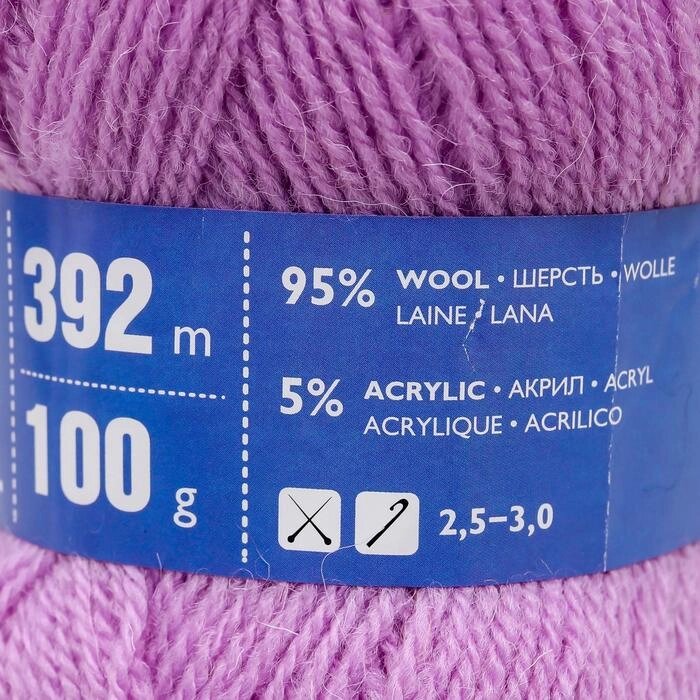 392 m
100 g
95% WOOL • ШЕРСТЬ • WOLLE
LAINE / LANA
5% ACRYLIC • АКРИЛ • ACRYL
ACRYLIQUE • ACRILICO
2,5–3,0